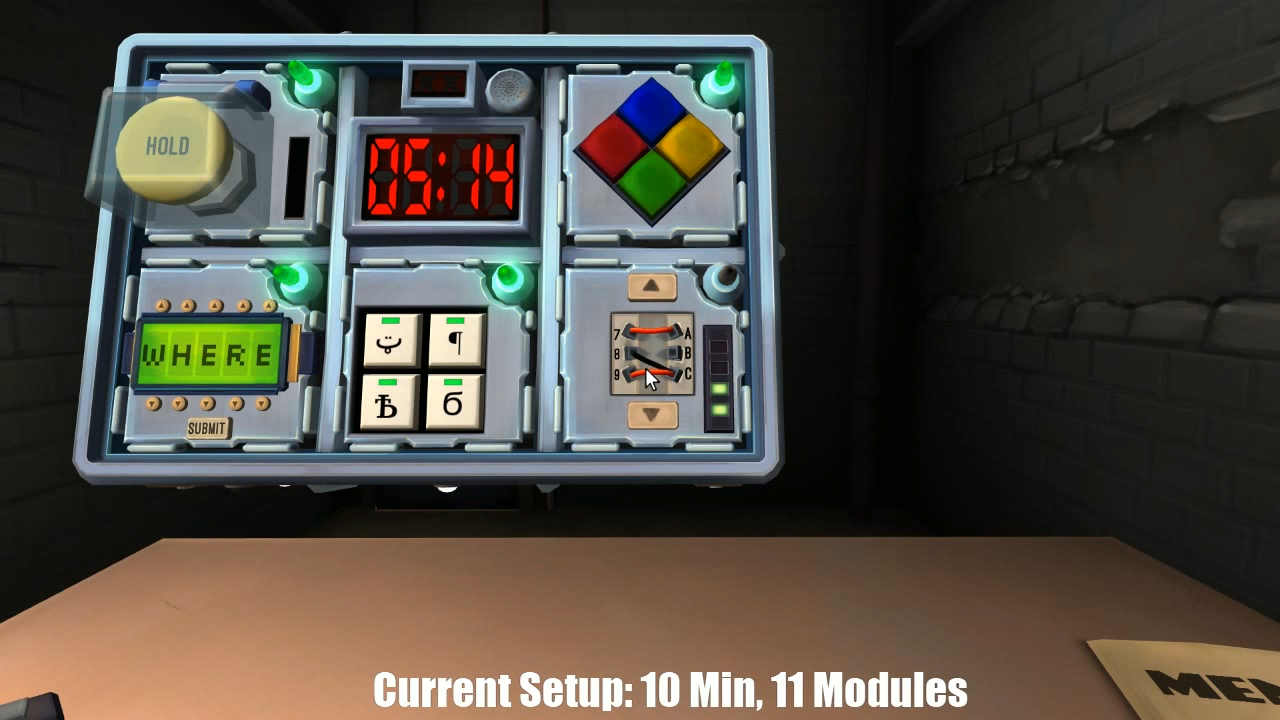 HOLD
05:14
WHERE
SUBMIT
ټ ¶
Ѣ б
7 A
8 B
9 C
Current Setup: 10 Min, 11 Modules